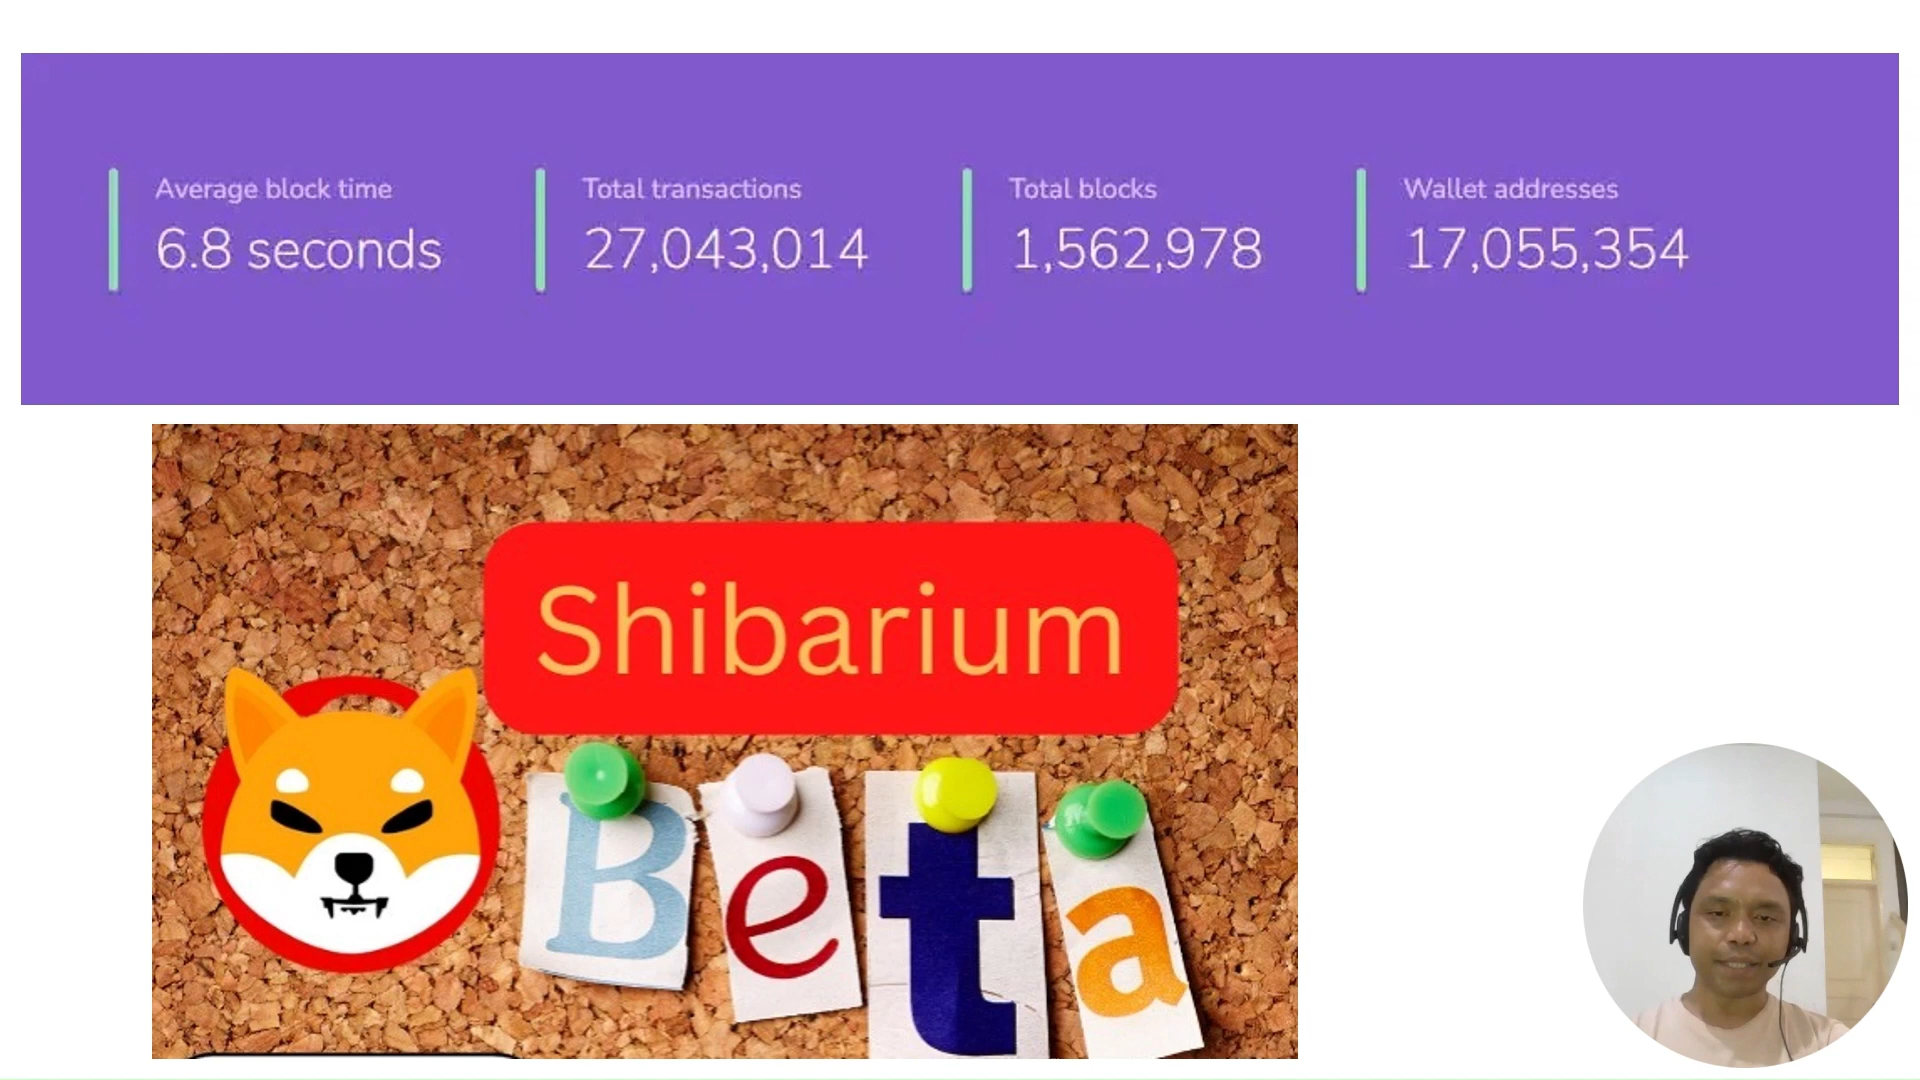 Average block time
6.8 seconds
Total transactions
27,043,014
Total blocks
1,562,978
Wallet addresses
17,055,354
Shibarium
Beta